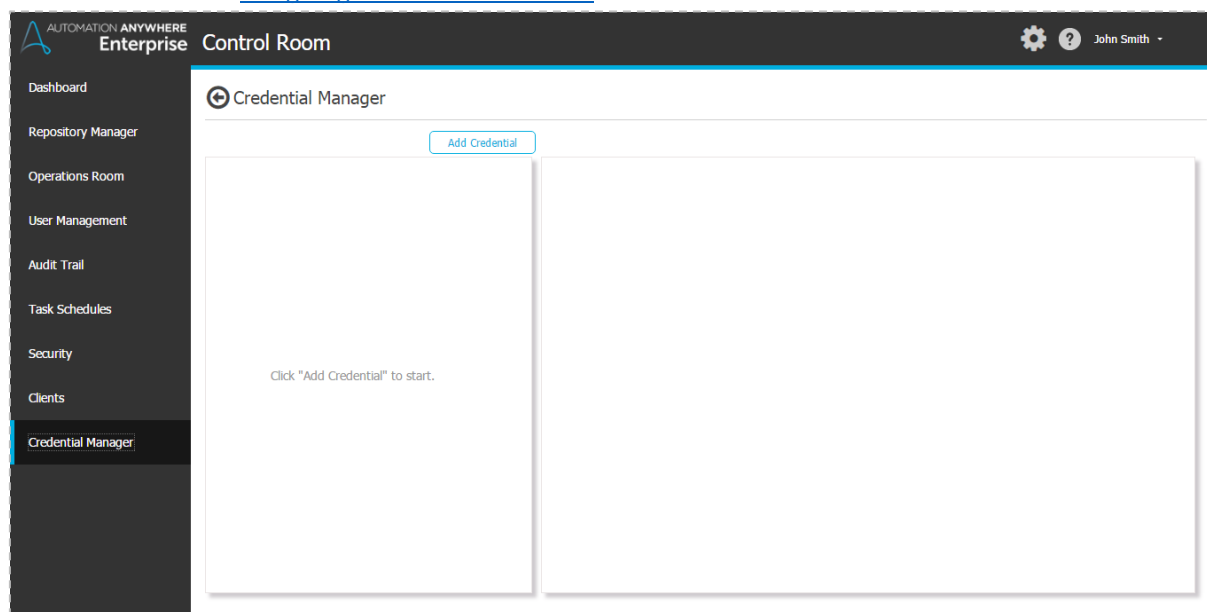 AUTOMATION ANYWHERE
Enterprise
Control Room
John Smith
Dashboard
Credential Manager
Repository Manager
Add Credential
Operations Room
User Management
Audit Trail
Task Schedules
Security
Click "Add Credential" to start.
Clients
Credential Manager